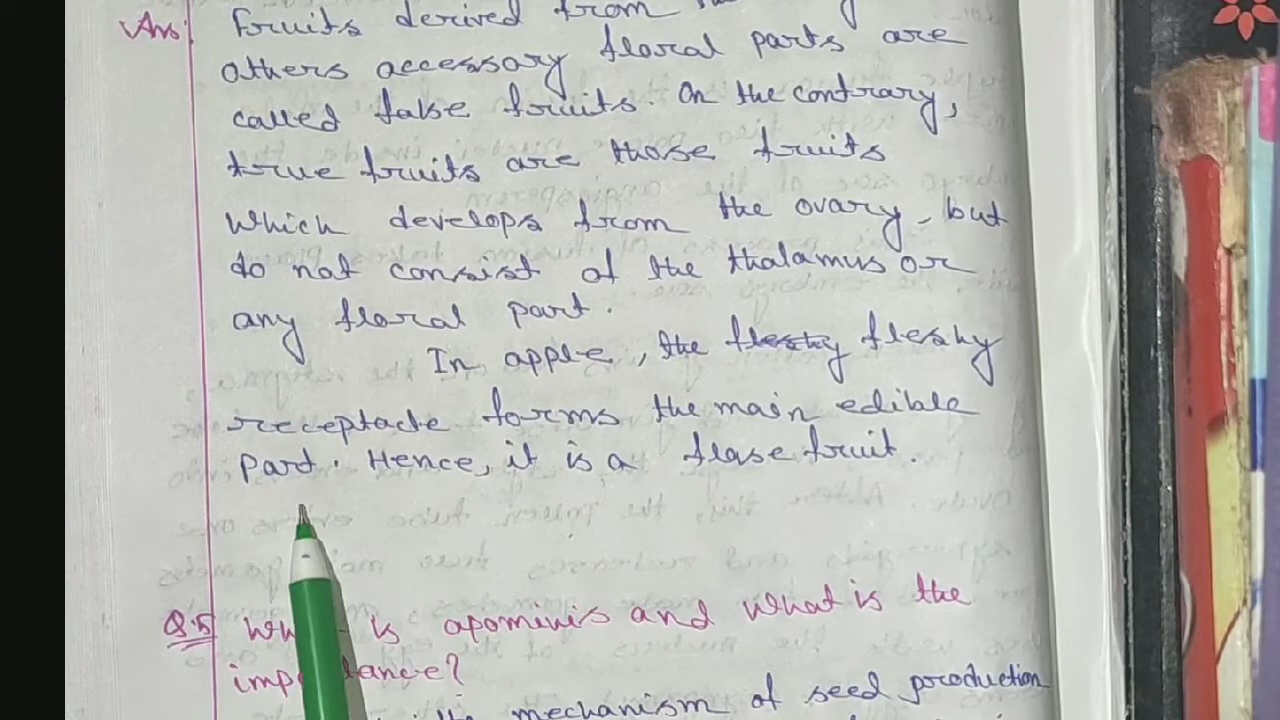 Ans: Fruits derived from
others accessory floral parts are
called false fruits. On the contrary,
true fruits are those fruits
which develops from the ovary, but
do not consist of the thalamus or
any floral part.
In apple, the fleshy fleshy
receptacle forms the main edible
part. Hence, it is a flase fruit.
Q.5 is apomixis and what is the
mechanism of seed production